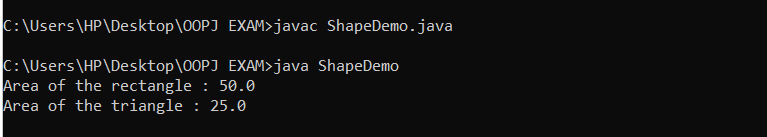 C:\Users\HP\Desktop\OOPJ EXAM>javac ShapeDemo.java
C:\Users\HP\Desktop\OOPJ EXAM>java ShapeDemo
Area of the rectangle : 50.0
Area of the triangle : 25.0